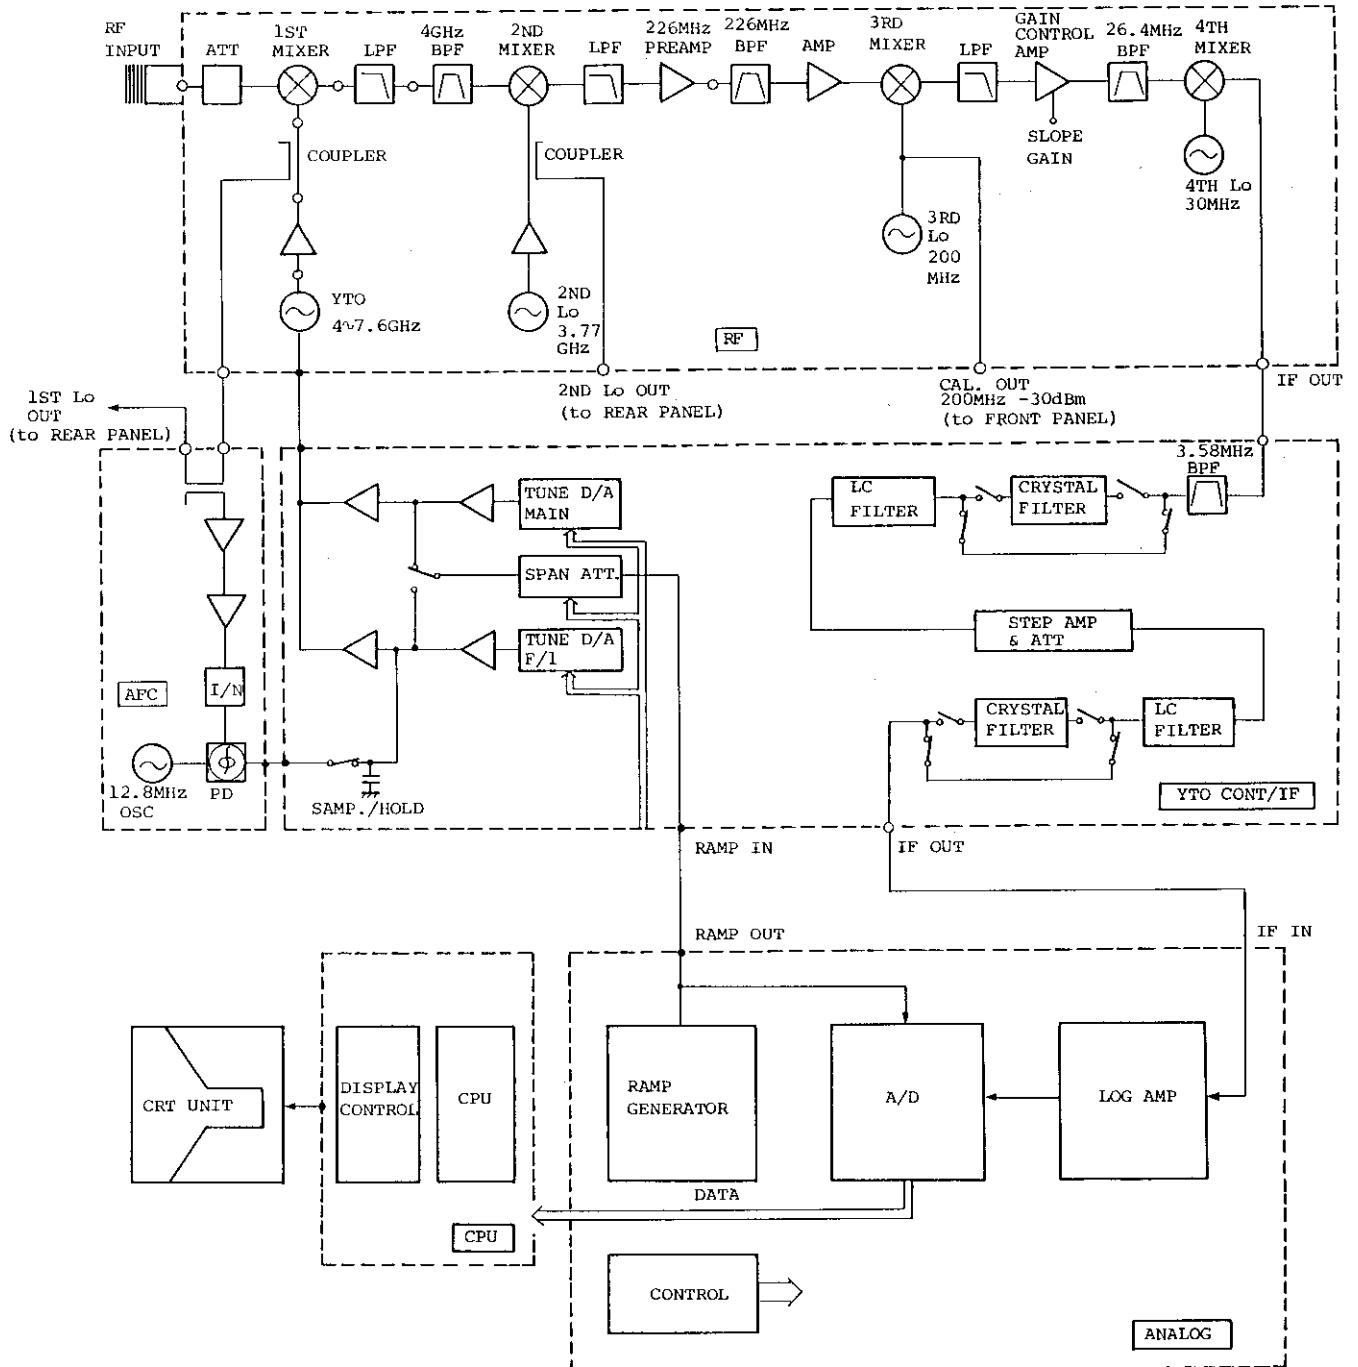 RF
INPUT
ATT
1ST
MIXER
LPF
4GHz
BPF
2ND
MIXER
LPF
226MHz
PREAMP
226MHz
BPF
AMP
3RD
MIXER
LPF
GAIN
CONTROL
AMP
26.4MHz
BPF
4TH
MIXER
COUPLER
COUPLER
SLOPE
GAIN
4TH Lo
30MHz
3RD
Lo
200
MHz
YTO
4~7.6GHz
2ND
Lo
3.77
GHz
RF
1ST Lo
OUT
(to REAR PANEL)
2ND Lo OUT
(to REAR PANEL)
CAL. OUT
200MHz -30dBm
(to FRONT PANEL)
IF OUT
TUNE D/A
MAIN
SPAN ATT.
TUNE D/A
F/1
LC
FILTER
CRYSTAL
FILTER
3.58MHz
BPF
STEP AMP
& ATT
CRYSTAL
FILTER
LC
FILTER
AFC
I/N
12.8MHz
OSC
PD
SAMP./HOLD
YTO CONT/IF
RAMP IN
IF OUT
RAMP OUT
IF IN
CRT UNIT
DISPLAY
CONTROL
CPU
RAMP
GENERATOR
A/D
LOG AMP
DATA
CPU
CONTROL
ANALOG